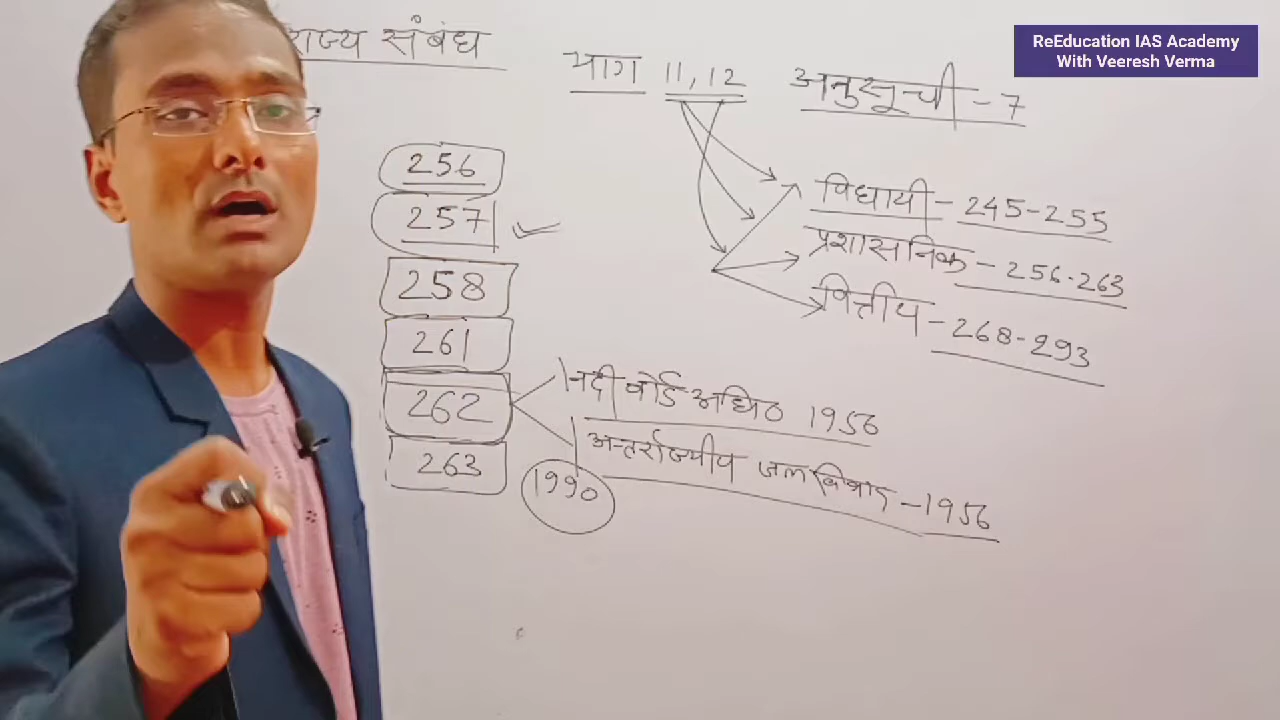 ReEducation IAS Academy
With Veeresh Verma
राज्य संबंध
भाग 11, 12
अनुसूची - 7
256
257
258
261
262
263
1990
विधायी - 245-255
प्रशासनिक - 256-263
वित्तीय - 268-293
नदी बोर्ड अधि० 1956
अन्तर्राज्यीय जल विवाद - 1956